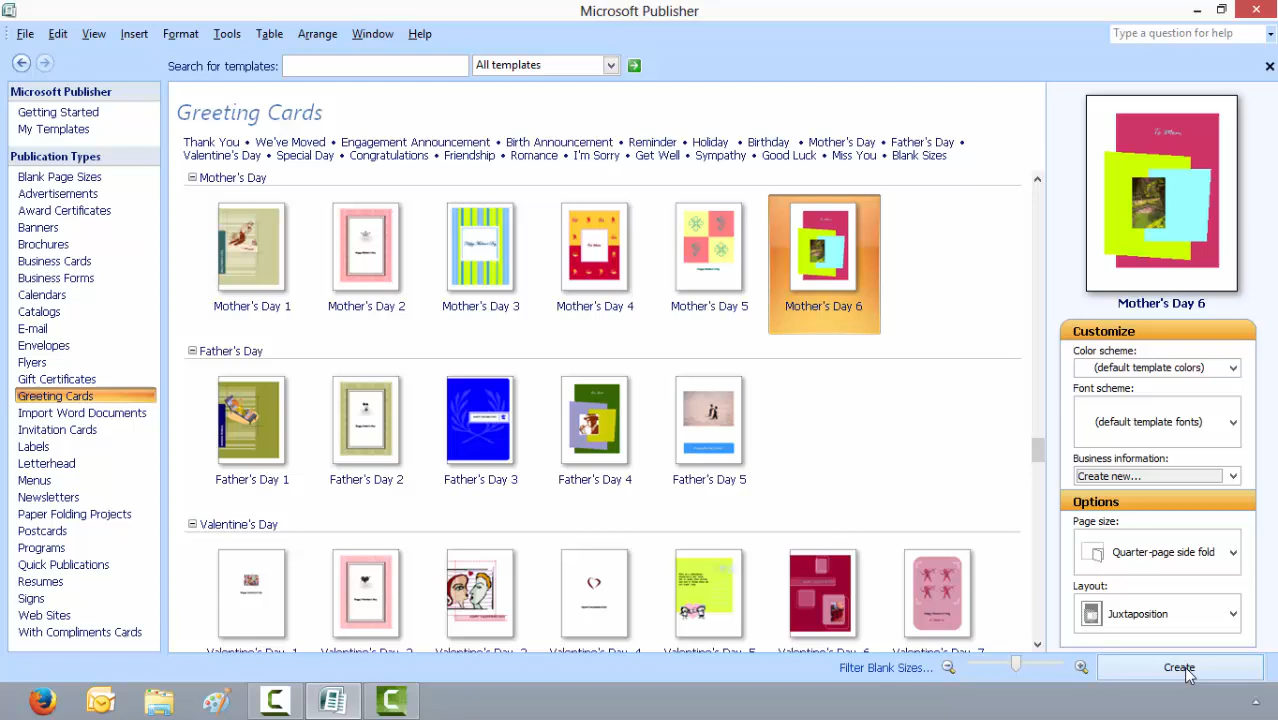 Microsoft Publisher
File Edit View Insert Format Tools Table Arrange Window Help
Type a question for help
Search for templates:
All templates
Microsoft Publisher
Getting Started
My Templates
Publication Types
Blank Page Sizes
Advertisements
Award Certificates
Banners
Brochures
Business Cards
Business Forms
Calendars
Catalogs
E-mail
Envelopes
Flyers
Gift Certificates
Greeting Cards
Import Word Documents
Invitation Cards
Labels
Letterhead
Menus
Newsletters
Paper Folding Projects
Postcards
Programs
Quick Publications
Resumes
Signs
Web Sites
With Compliments Cards
Greeting Cards
Thank You • We've Moved • Engagement Announcement • Birth Announcement • Reminder • Holiday • Birthday • Mother's Day • Father's Day •
Valentine's Day • Special Day • Congratulations • Friendship • Romance • I'm Sorry • Get Well • Sympathy • Good Luck • Miss You • Blank Sizes
Mother's Day
Mother's Day 1 Mother's Day 2 Mother's Day 3 Mother's Day 4 Mother's Day 5 Mother's Day 6
Father's Day
Father's Day 1 Father's Day 2 Father's Day 3 Father's Day 4 Father's Day 5
Valentine's Day
To Mom
Mother's Day 6
Customize
Color scheme:
(default template colors)
Font scheme:
(default template fonts)
Business information:
Create new...
Options
Page size:
Quarter-page side fold
Layout:
Juxtaposition
Filter Blank Sizes...
Create